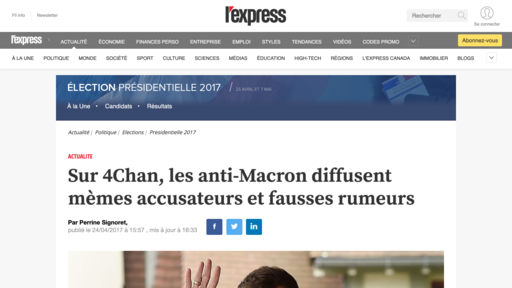 Fil info Newsletter
l'express
Rechercher
Se connecter
l'express ACTUALITÉ ÉCONOMIE FINANCES PERSO ENTREPRISE EMPLOI STYLES TENDANCES VIDÉOS CODES PROMO Abonnez-vous
À LA UNE POLITIQUE MONDE SOCIÉTÉ SPORT CULTURE SCIENCES MÉDIAS ÉDUCATION HIGH-TECH RÉGIONS L'EXPRESS CANADA IMMOBILIER BLOGS
ÉLECTION PRÉSIDENTIELLE 2017 / 23 AVRIL ET 7 MAI
À la Une • Candidats • Résultats
Actualité / Politique / Elections / Presidentielle 2017
ACTUALITÉ
Sur 4Chan, les anti-Macron diffusent
mèmes accusateurs et fausses rumeurs
Par Perrine Signoret,
publié le 24/04/2017 à 15:57 , mis à jour à 16:33